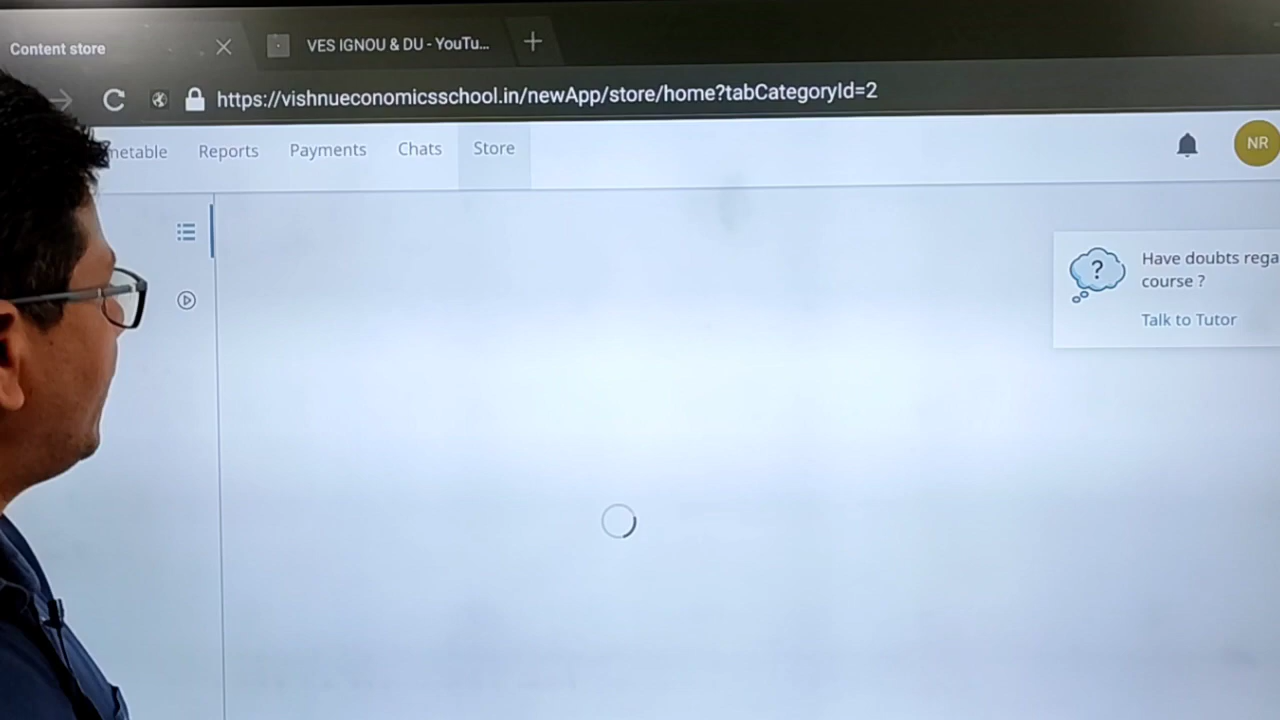 Content store
VES IGNOU & DU - YouTu...
https://vishnueconomicsschool.in/newApp/store/home?tabCategoryId=2
netable Reports Payments Chats Store
NR
? Have doubts rega
course ?
Talk to Tutor